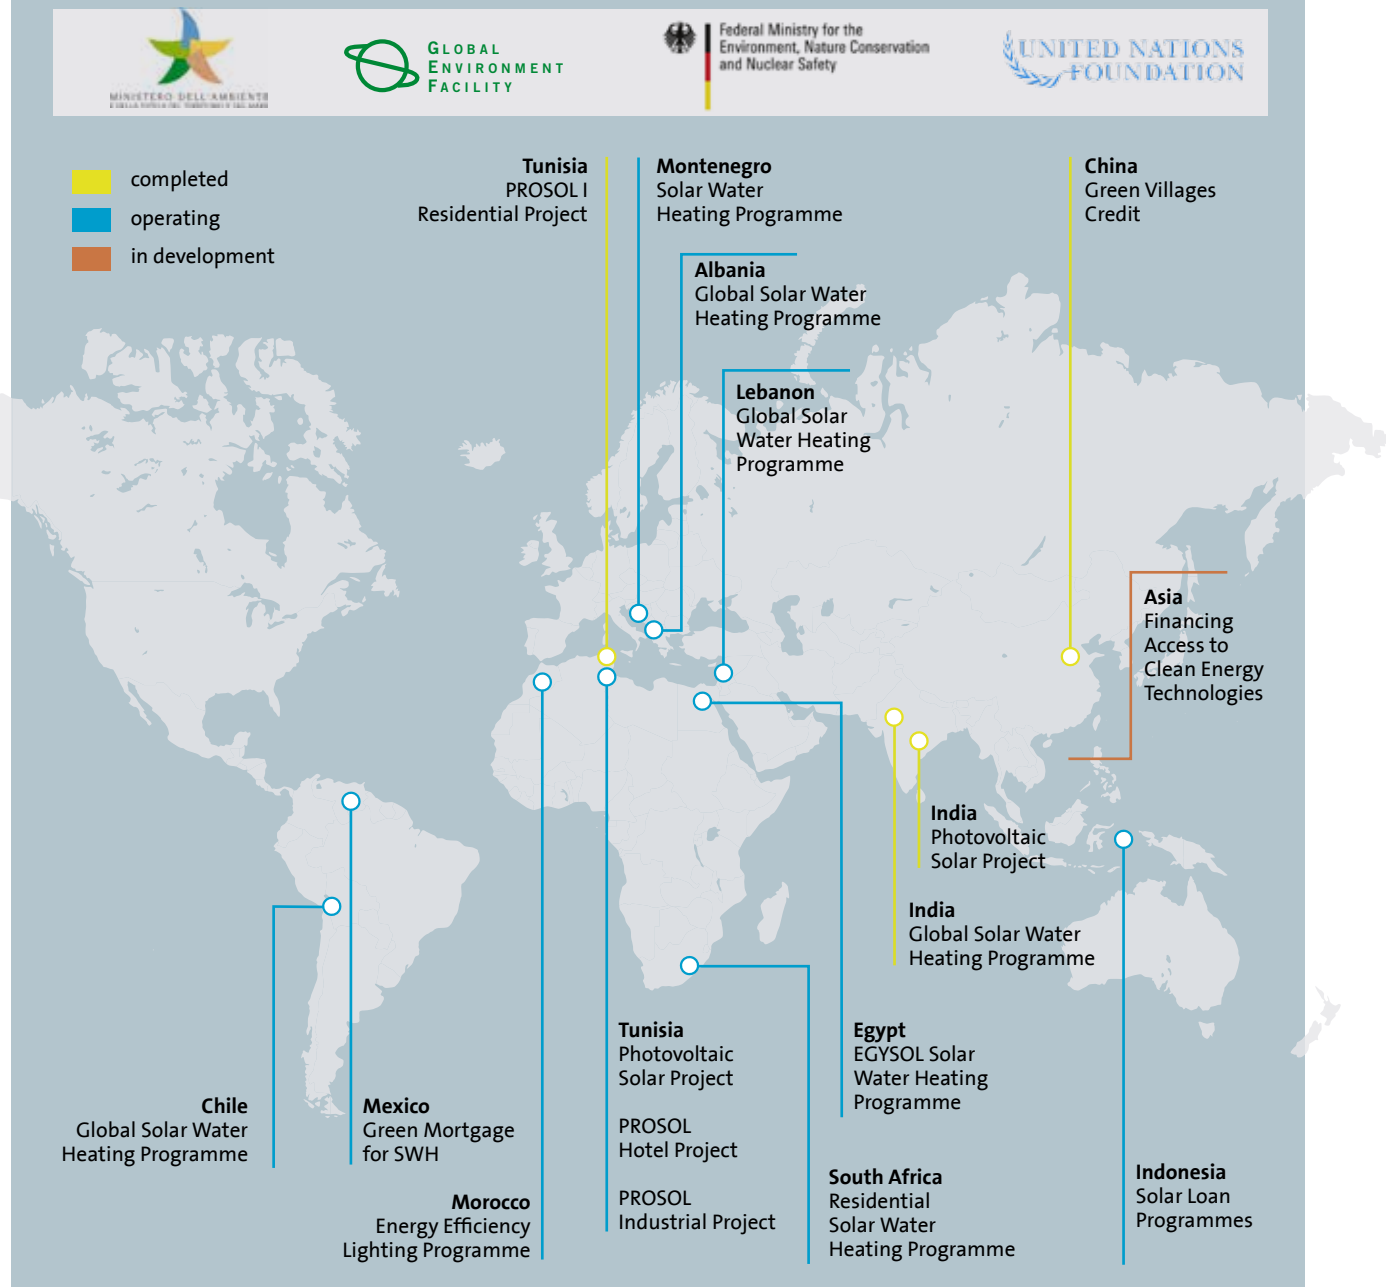 MINISTERO DELL'AMBIENTE
GLOBAL
ENVIRONMENT
FACILITY
Federal Ministry for the
Environment, Nature Conservation
and Nuclear Safety
UNITED NATIONS
FOUNDATION
completed
operating
in development
Tunisia
PROSOL I
Residential Project
Montenegro
Solar Water
Heating Programme
China
Green Villages
Credit
Albania
Global Solar Water
Heating Programme
Lebanon
Global Solar
Water Heating
Programme
Asia
Financing
Access to
Clean Energy
Technologies
India
Photovoltaic
Solar Project
India
Global Solar Water
Heating Programme
Tunisia
Photovoltaic
Solar Project
PROSOL
Hotel Project
PROSOL
Industrial Project
Egypt
EGYSOL Solar
Water Heating
Programme
Chile
Global Solar Water
Heating Programme
Mexico
Green Mortgage
for SWH
Morocco
Energy Efficiency
Lighting Programme
South Africa
Residential
Solar Water
Heating Programme
Indonesia
Solar Loan
Programmes